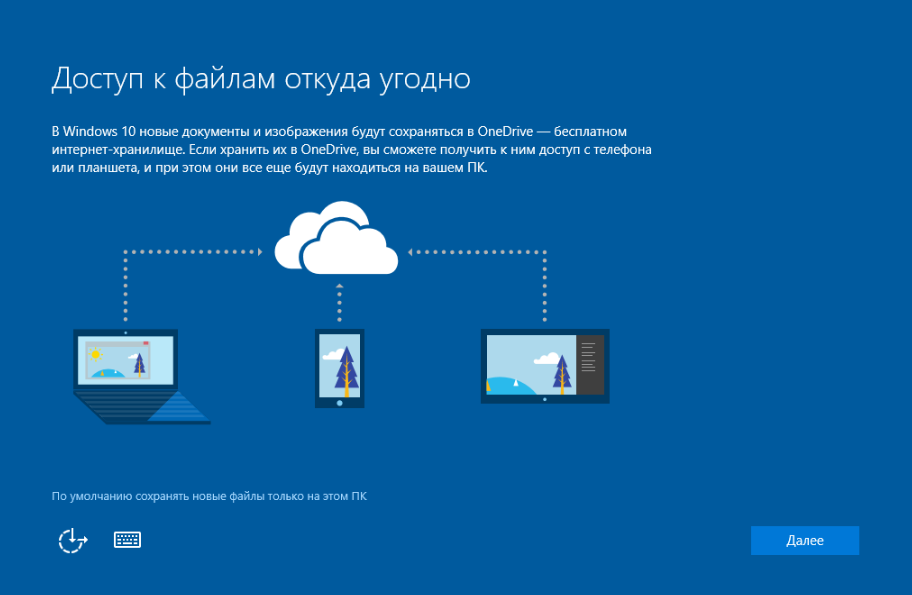 Доступ к файлам откуда угодно
В Windows 10 новые документы и изображения будут сохраняться в OneDrive — бесплатном
интернет-хранилище. Если хранить их в OneDrive, вы сможете получить к ним доступ с телефона
или планшета, и при этом они все еще будут находиться на вашем ПК.
По умолчанию сохранять новые файлы только на этом ПК
Далее